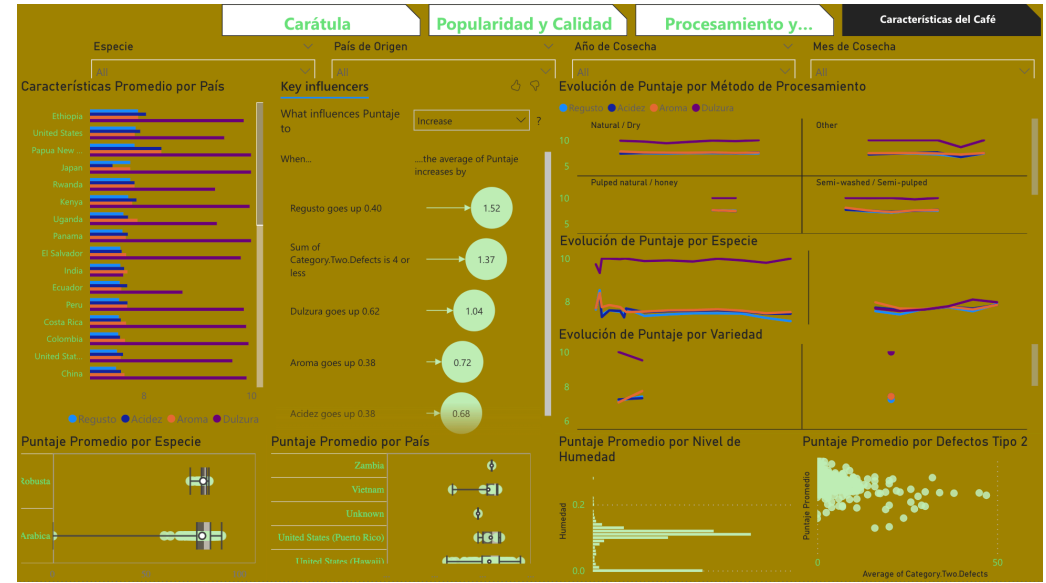 Carátula
Popularidad y Calidad
Procesamiento y...
Características del Café
Especie
País de Origen
Año de Cosecha
Mes de Cosecha
All
All
All
All
Características Promedio por País
Ethiopia
United States
Papua New ...
Japan
Rwanda
Kenya
Uganda
Panama
El Salvador
India
Ecuador
Peru
Costa Rica
Colombia
United Stat...
China
8
10
Regusto
Acidez
Aroma
Dulzura
Key influencers
What influences Puntaje
to
Increase
?
When...
....the average of Puntaje
increases by
Regusto goes up 0.40
1.52
Sum of
Category.Two.Defects is 4 or
less
1.37
Dulzura goes up 0.62
1.04
Aroma goes up 0.38
0.72
Acidez goes up 0.38
0.68
Evolución de Puntaje por Método de Procesamiento
Regusto
Acidez
Aroma
Dulzura
Natural / Dry
Other
10
5
Pulped natural / honey
Semi-washed / Semi-pulped
10
5
Evolución de Puntaje por Especie
10
8
Evolución de Puntaje por Variedad
10
8
6
Puntaje Promedio por Especie
Robusta
Arabica
0
50
100
Puntaje Promedio por País
Zambia
Vietnam
Unknown
United States (Puerto Rico)
United States (Hawaii)
Puntaje Promedio por Nivel de
Humedad
Humedad
0.2
0.0
Puntaje Promedio por Defectos Tipo 2
Puntaje Promedio
0
50
Average of Category.Two.Defects